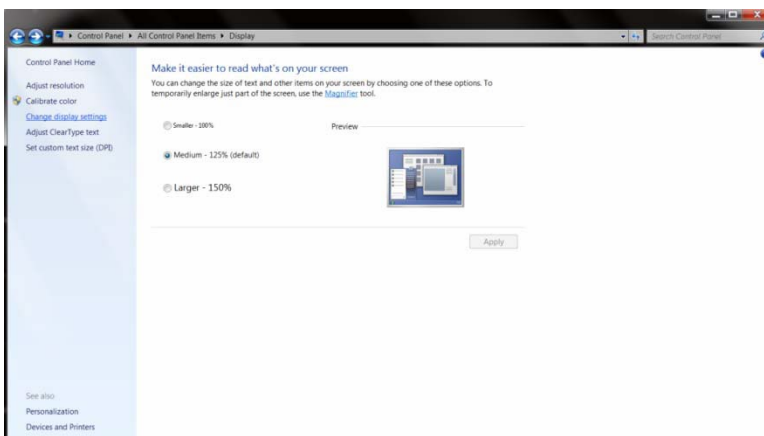 Control Panel ▸ All Control Panel Items ▸ Display
Search Control Panel
Control Panel Home
Adjust resolution
Calibrate color
Change display settings
Adjust ClearType text
Set custom text size (DPI)
Make it easier to read what's on your screen
You can change the size of text and other items on your screen by choosing one of these options. To
temporarily enlarge just part of the screen, use the Magnifier tool.
Smaller - 100%
Preview
Medium - 125% (default)
Larger - 150%
Apply
See also
Personalization
Devices and Printers